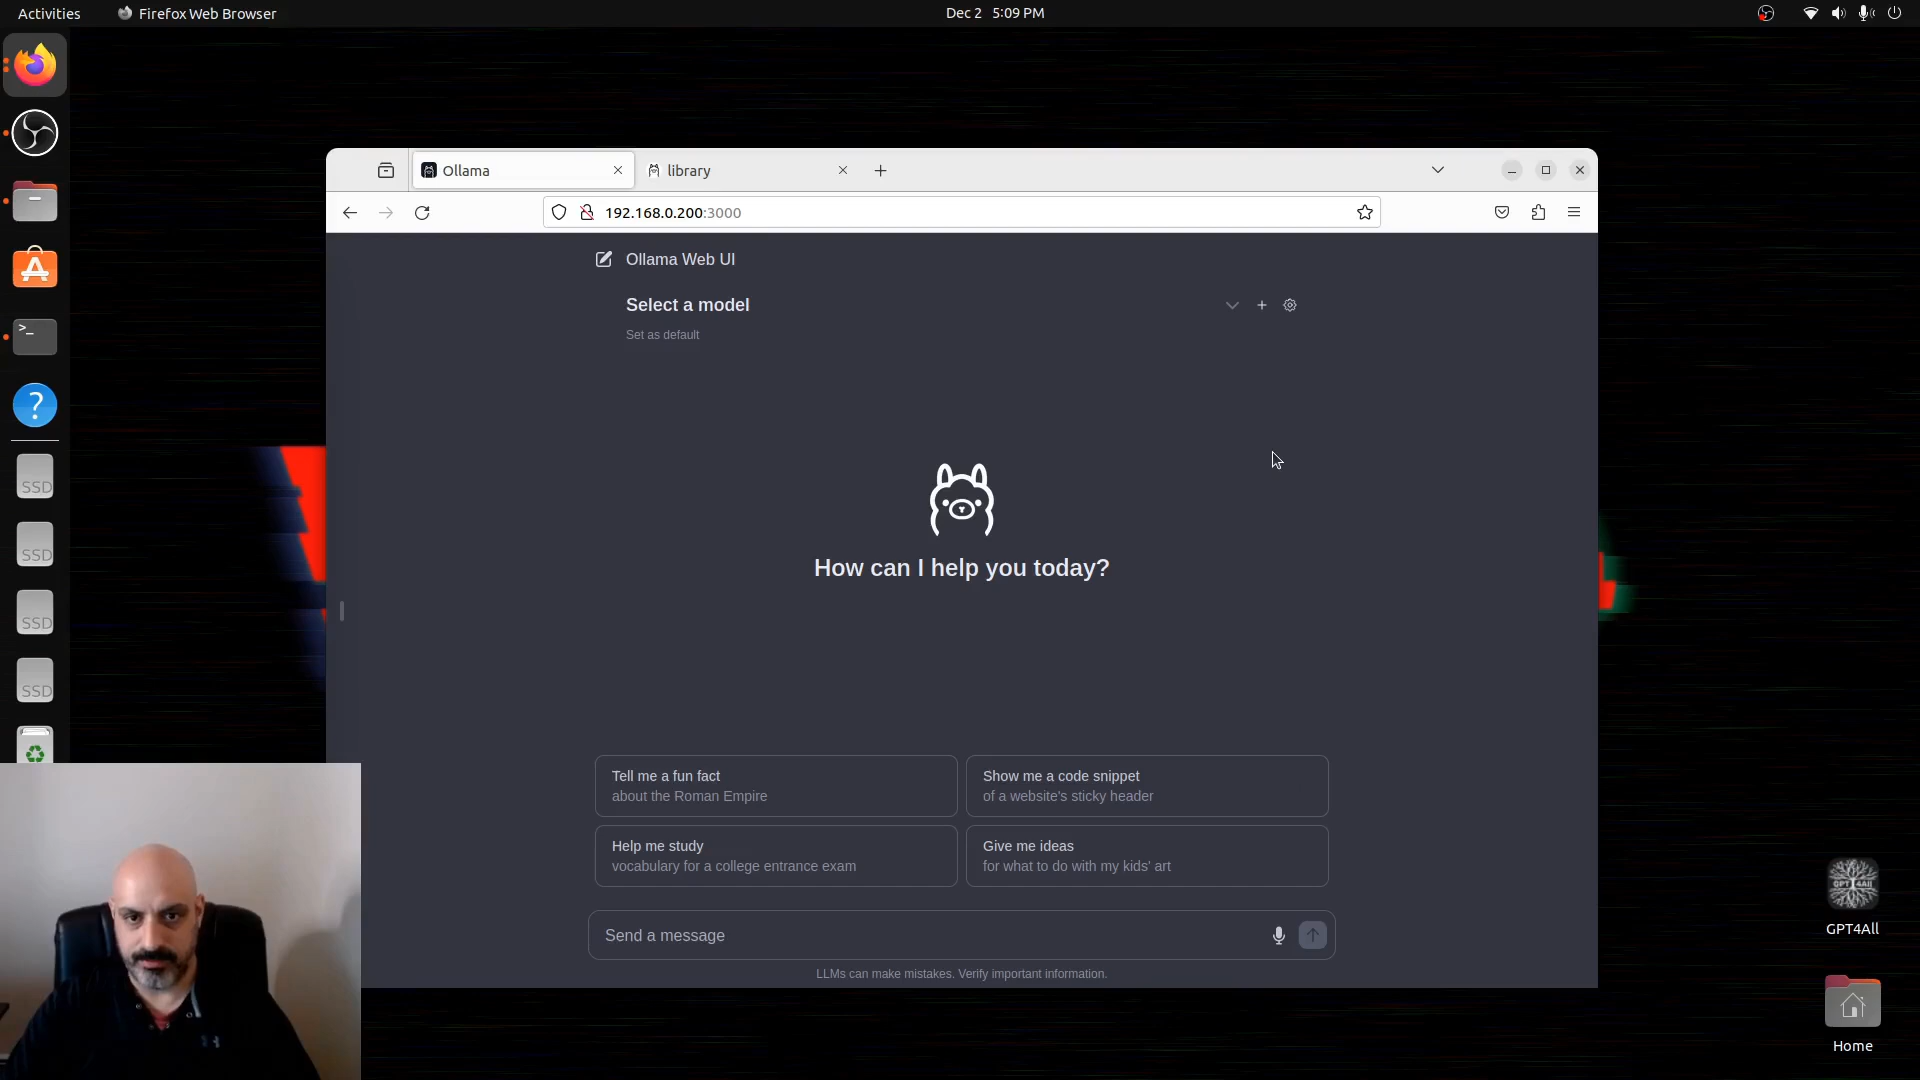 Activities
Firefox Web Browser
Dec 2 5:09 PM
Ollama
library
192.168.0.200:3000
Ollama Web UI
Select a model
Set as default
How can I help you today?
Tell me a fun fact
about the Roman Empire
Show me a code snippet
of a website's sticky header
Help me study
vocabulary for a college entrance exam
Give me ideas
for what to do with my kids' art
Send a message
LLMs can make mistakes. Verify important information.
SSD
SSD
SSD
SSD
GPT4All
GPT4All
Home